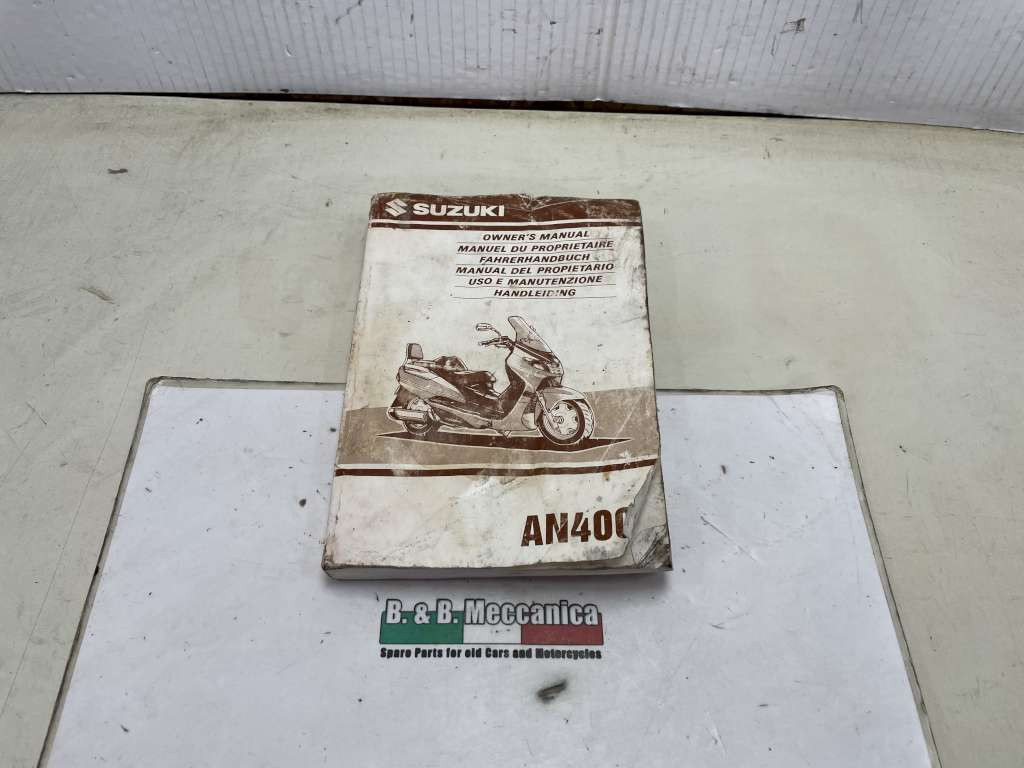 SUZUKI
OWNER'S MANUAL
MANUEL DU PROPRIETAIRE
FAHRERHANDBUCH
MANUAL DEL PROPIETARIO
USO E MANUTENZIONE
HANDLEIDING
AN400
B. & B. Meccanica
Spare Parts for old Cars and Motorcycles